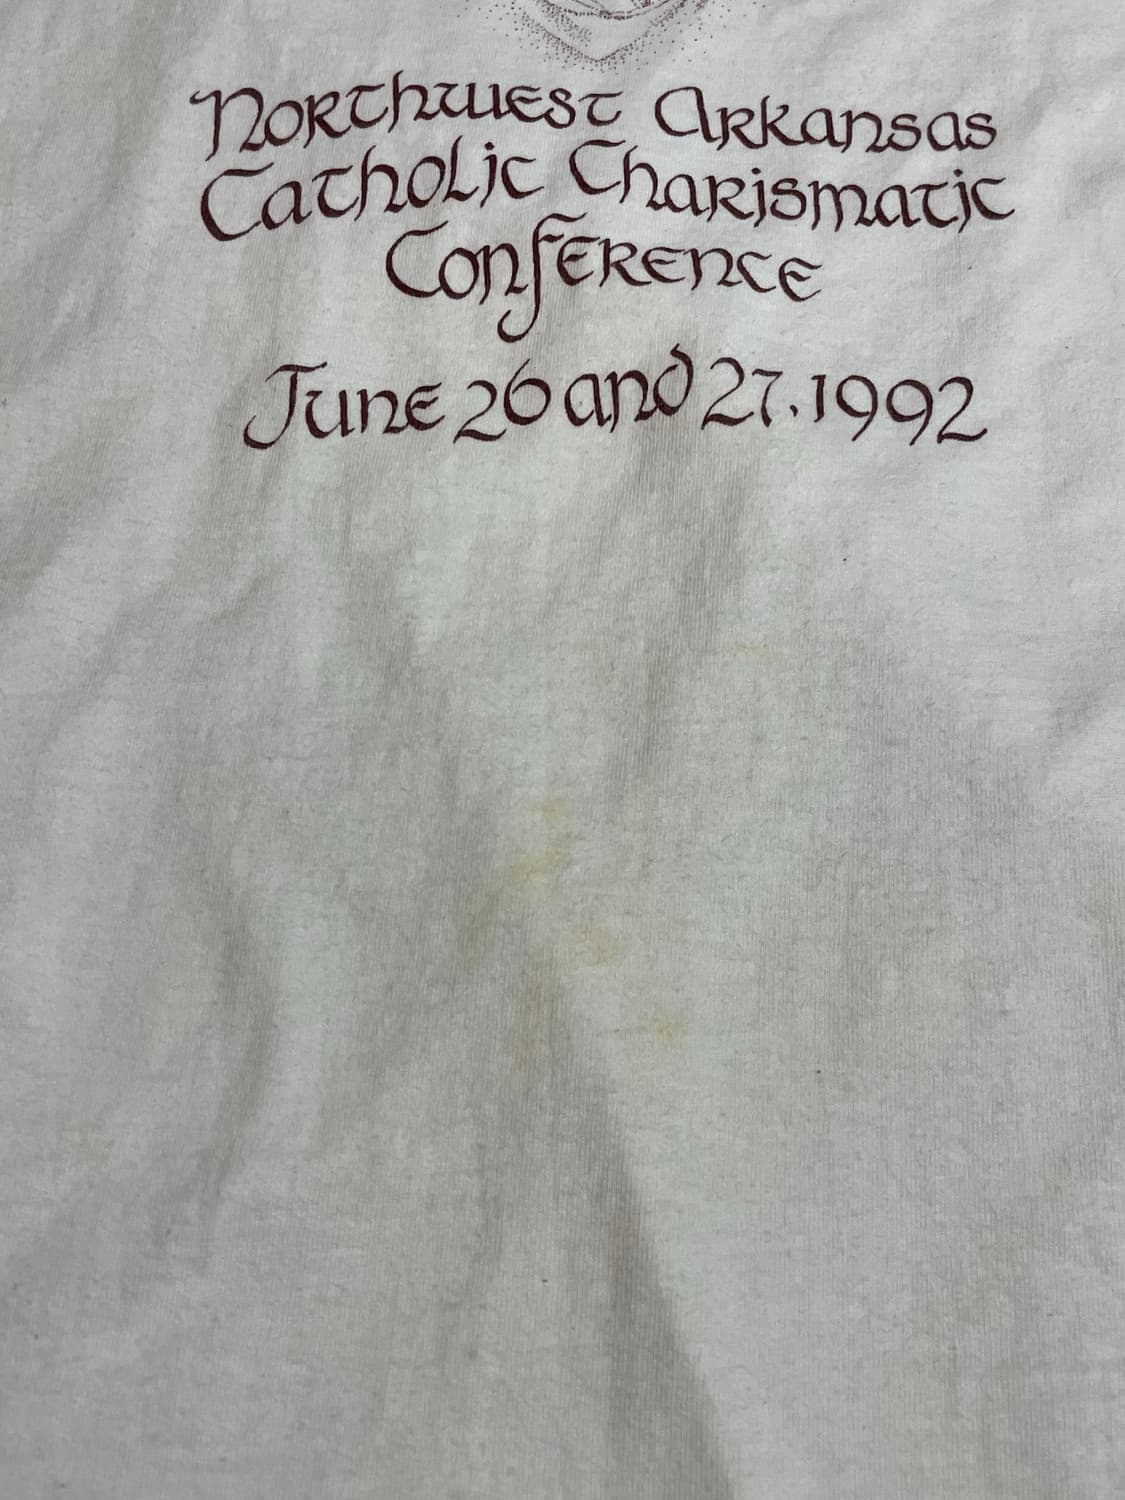 Northwest Arkansas
Catholic Charismatic
Conference
June 26 and 27, 1992